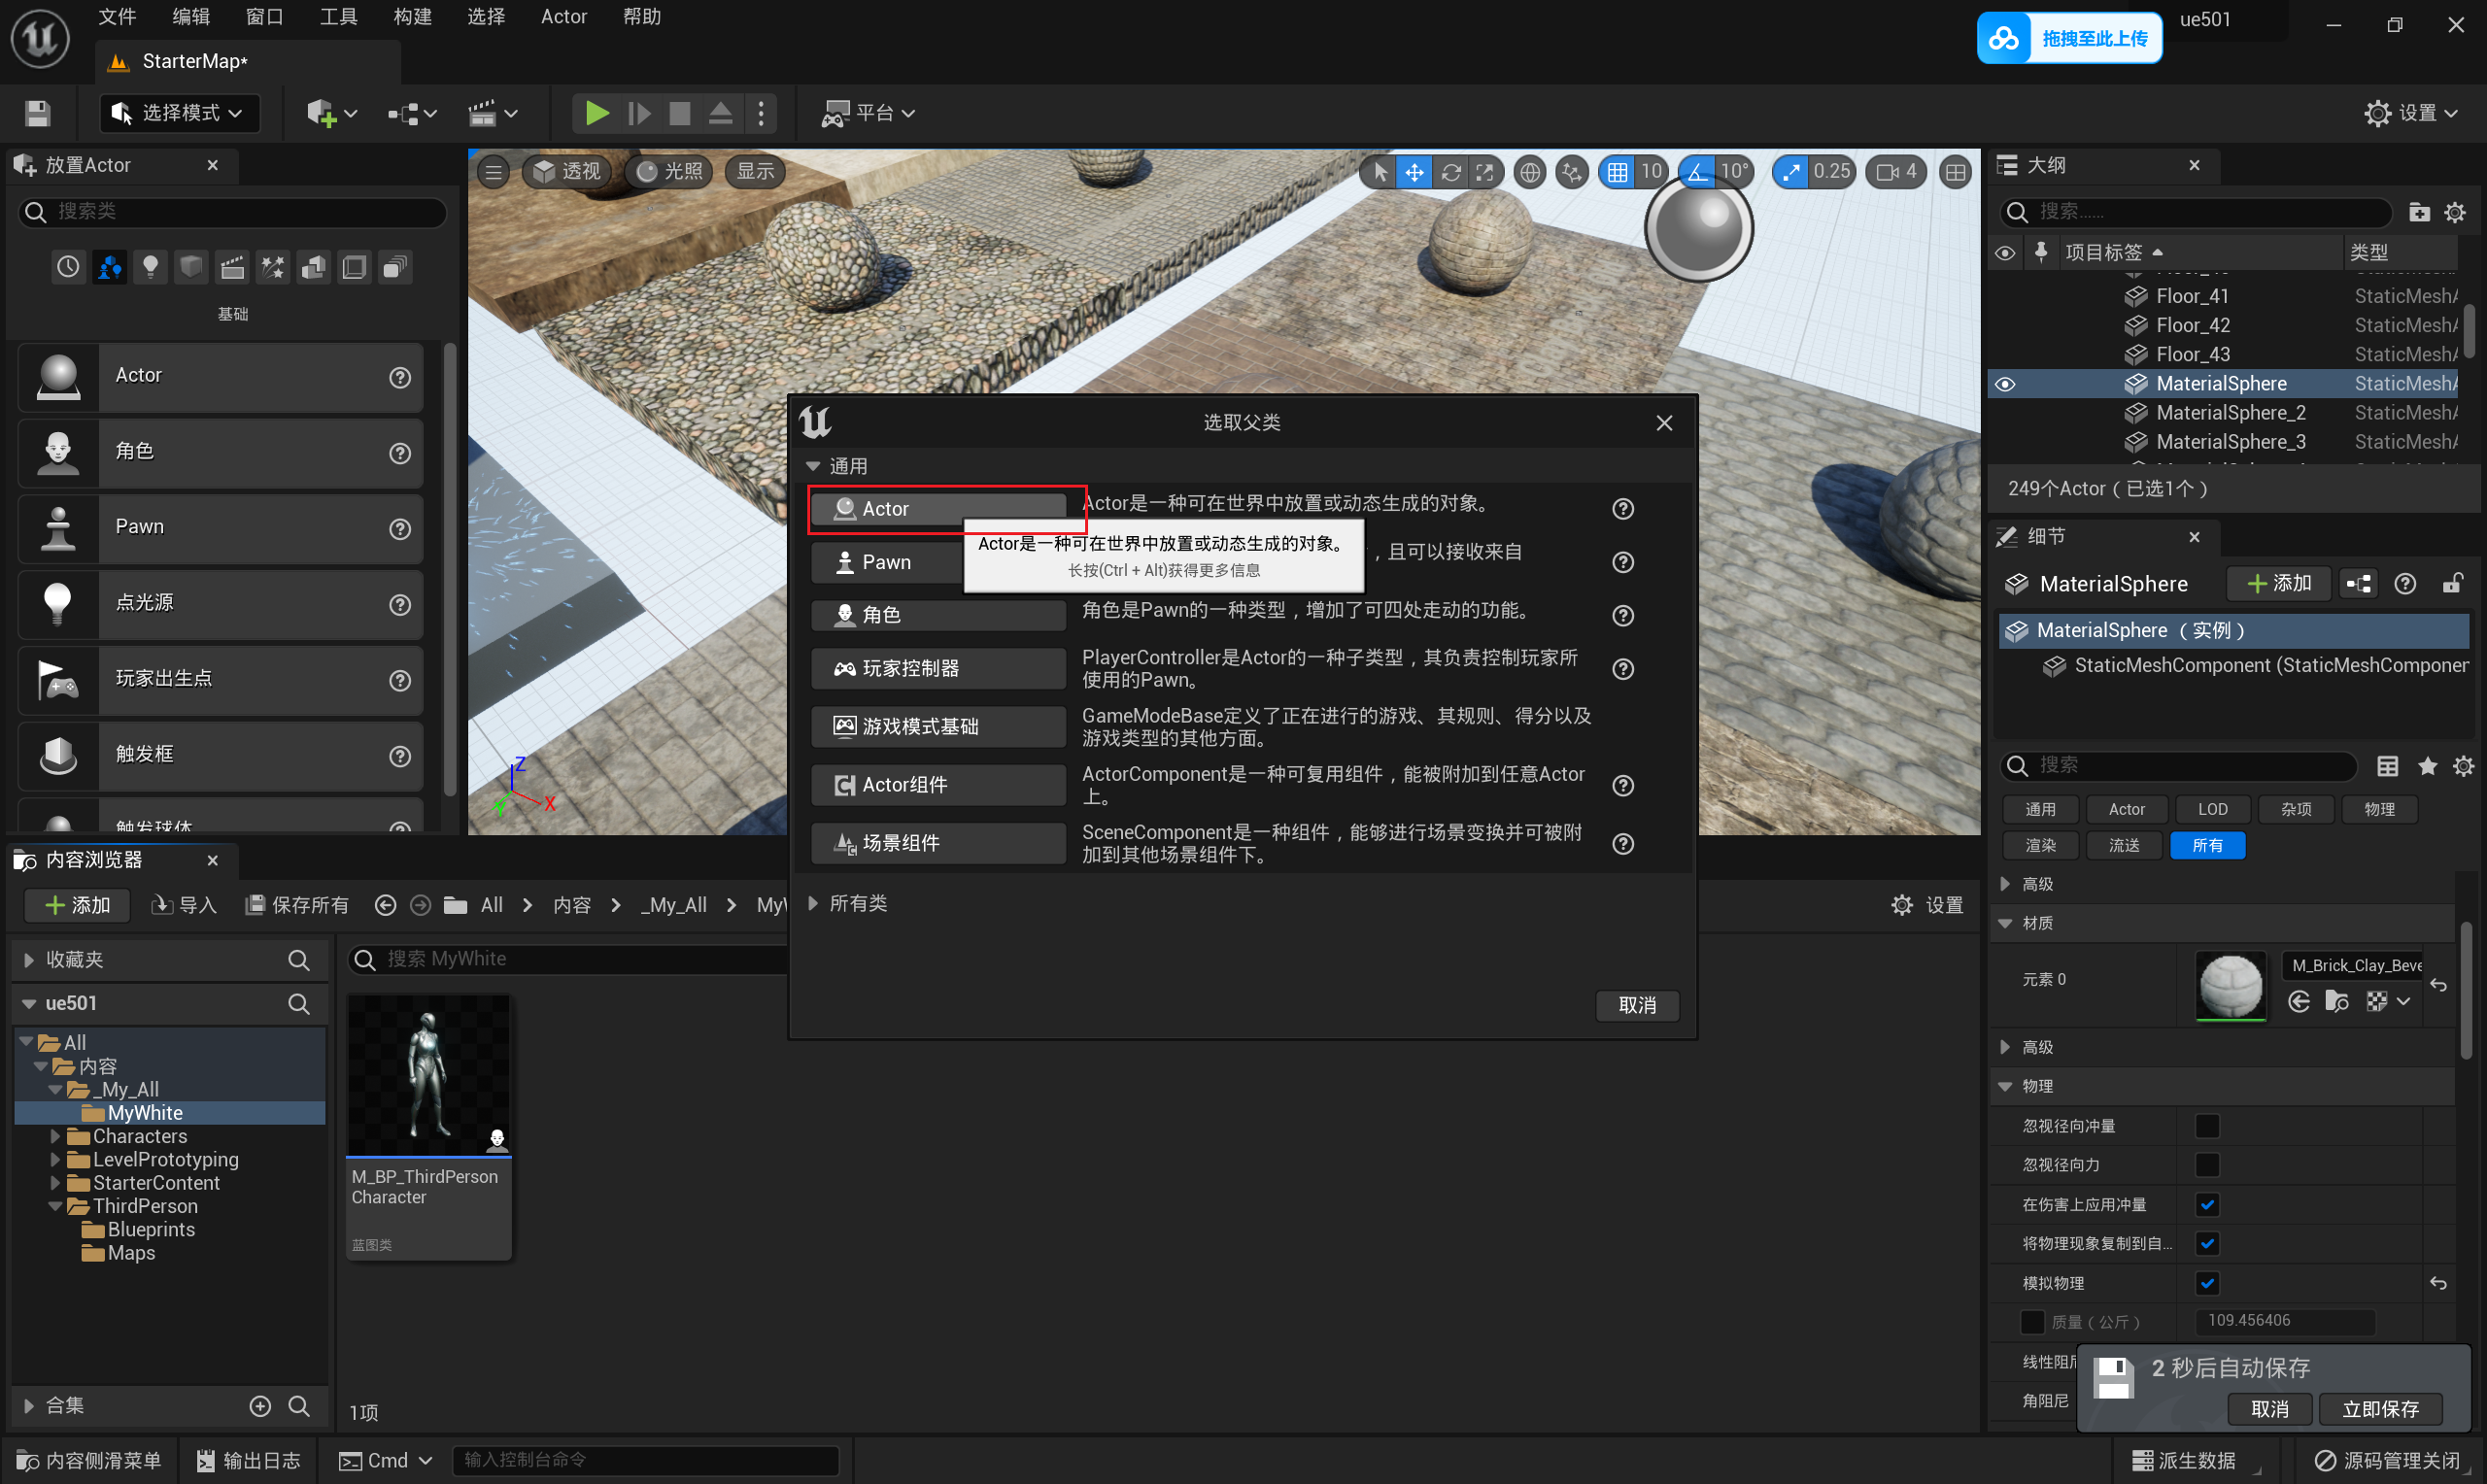 文件 编辑 窗口 工具 构建 选择 Actor 帮助
拖拽至此上传
ue501
StarterMap*
选择模式
平台
设置
放置Actor
搜索类
基础
Actor
角色
Pawn
点光源
玩家出生点
触发框
触发球体
透视 光照 显示
10 10° 0.25 4
Z
X
Y
选取父类
通用
Actor
Actor是一种可在世界中放置或动态生成的对象。
Actor是一种可在世界中放置或动态生成的对象。
长按(Ctrl + Alt)获得更多信息
Pawn
，且可以接收来自
角色
角色是Pawn的一种类型，增加了可四处走动的功能。
玩家控制器
PlayerController是Actor的一种子类型，其负责控制玩家所
使用的Pawn。
游戏模式基础
GameModeBase定义了正在进行的游戏、其规则、得分以及
游戏类型的其他方面。
Actor组件
ActorComponent是一种可复用组件，能被附加到任意Actor
上。
场景组件
SceneComponent是一种组件，能够进行场景变换并可被附
加到其他场景组件下。
所有类
取消
大纲
搜索......
项目标签 类型
Floor_41 StaticMeshA
Floor_42 StaticMeshA
Floor_43 StaticMeshA
MaterialSphere StaticMeshA
MaterialSphere_2 StaticMeshA
MaterialSphere_3 StaticMeshA
249个Actor（已选1个）
细节
MaterialSphere 添加
MaterialSphere （实例）
StaticMeshComponent (StaticMeshComponen
搜索
通用 Actor LOD 杂项 物理
渲染 流送 所有
高级
材质
元素 0
M_Brick_Clay_Beve
高级
物理
忽视径向冲量
忽视径向力
在伤害上应用冲量
将物理现象复制到自...
模拟物理
质量（公斤） 109.456406
线性阻尼
角阻尼
2 秒后自动保存
取消 立即保存
内容浏览器
添加 导入 保存所有 All 内容 _My_All MyW
设置
收藏夹
ue501
All
内容
_My_All
MyWhite
Characters
LevelPrototyping
StarterContent
ThirdPerson
Blueprints
Maps
合集
搜索 MyWhite
M_BP_ThirdPerson
Character
蓝图类
1项
内容侧滑菜单 输出日志 Cmd 输入控制台命令
派生数据 源码管理关闭